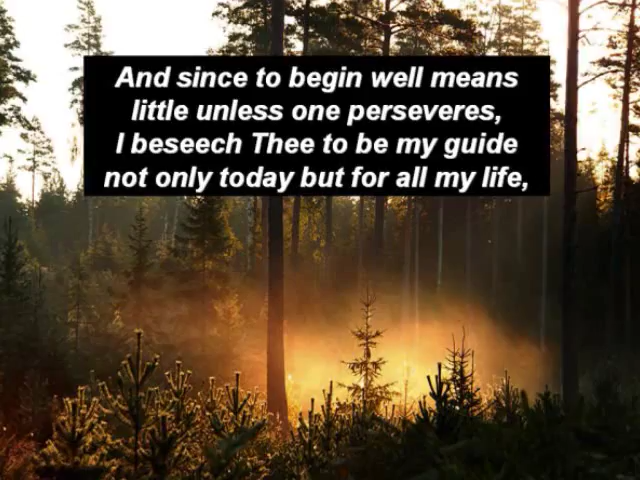 And since to begin well means
little unless one perseveres,
I beseech Thee to be my guide
not only today but for all my life,